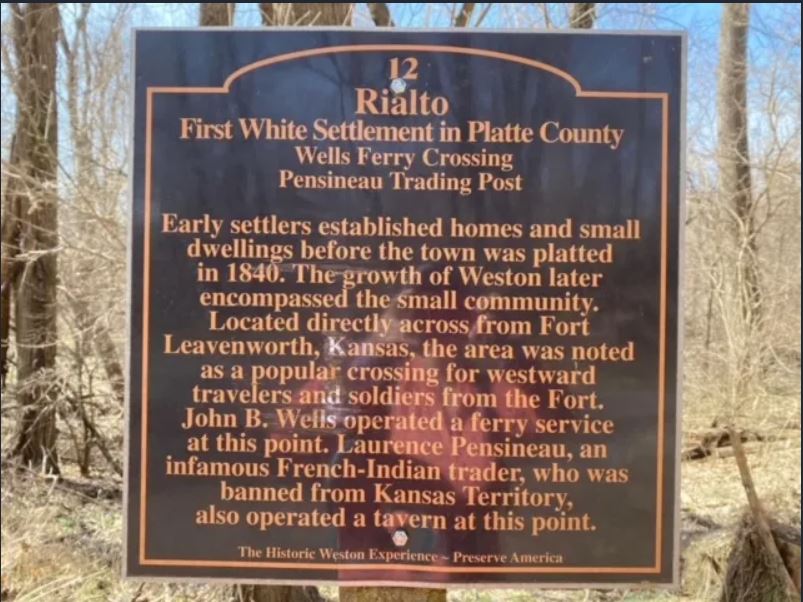 12
Rialto
First White Settlement in Platte County
Wells Ferry Crossing
Pensineau Trading Post
Early settlers established homes and small
dwellings before the town was platted
in 1840. The growth of Weston later
encompassed the small community.
Located directly across from Fort
Leavenworth, Kansas, the area was noted
as a popular crossing for westward
travelers and soldiers from the Fort.
John B. Wells operated a ferry service
at this point. Laurence Pensineau, an
infamous French-Indian trader, who was
banned from Kansas Territory,
also operated a tavern at this point.
The Historic Weston Experience ~ Preserve America